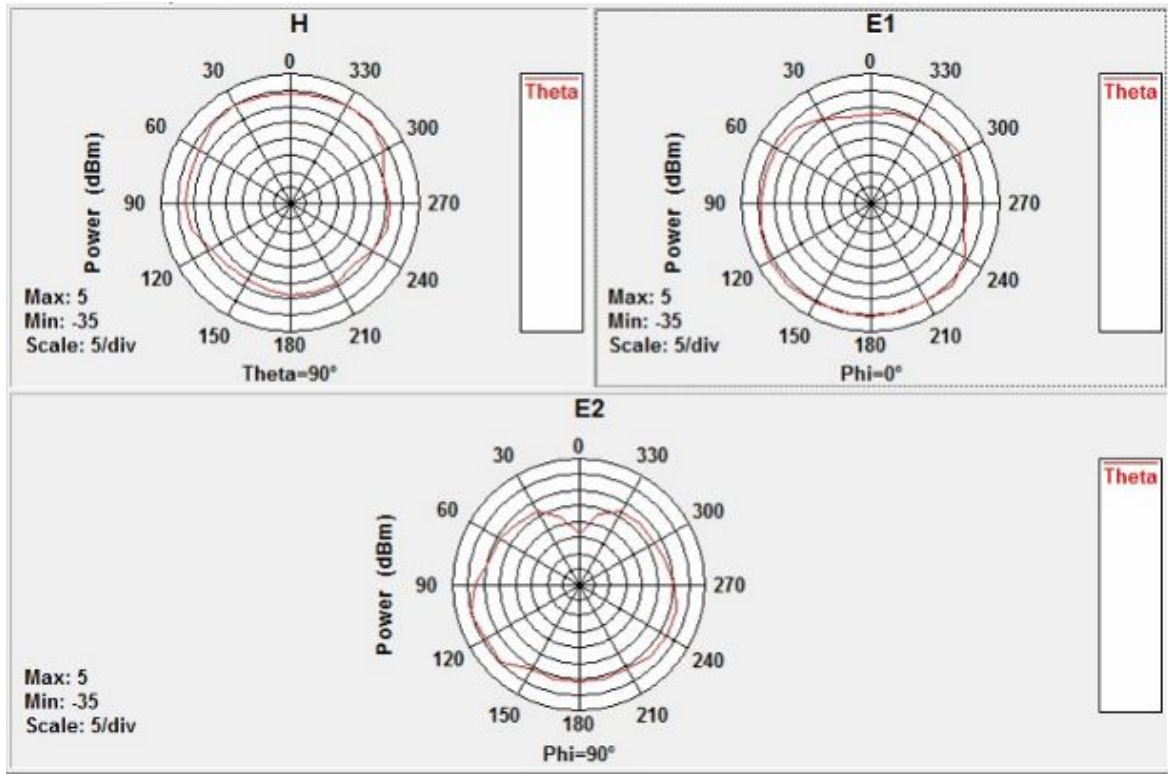 H
0
30
330
Theta
60
300
Power (dBm)
90
270
120
240
Max: 5
Min: -35
150
210
Scale: 5/div
180
Theta=90°
E1
0
30
330
Theta
60
300
Power (dBm)
90
270
120
240
Max: 5
Min: -35
150
210
Scale: 5/div
180
Phi=0°
E2
0
30
330
Theta
60
300
Power (dBm)
90
270
120
240
Max: 5
Min: -35
150
210
Scale: 5/div
180
Phi=90°